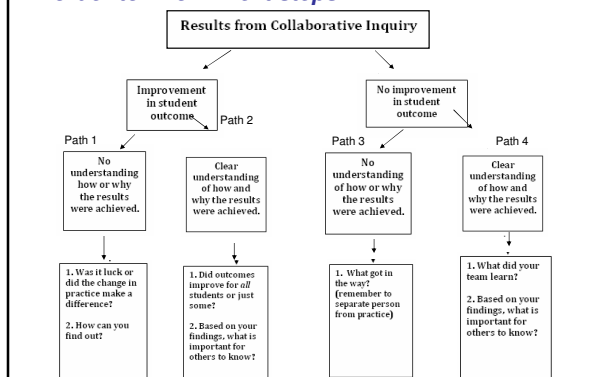 Results from Collaborative Inquiry
Improvement
in student
outcome
No improvement
in student
outcome
Path 1
Path 2
Path 3
Path 4
No
understanding
how or why
the results
were achieved.
Clear
understanding
of how and
why the results
were achieved.
No
understanding
of how or why
the results
were achieved.
Clear
understanding
of how and
why the results
were achieved.
1. Was it luck or
did the change in
practice make a
difference?
2. How can you
find out?
1. Did outcomes
improve for all
students or just
some?
2. Based on your
findings, what is
important for
others to know?
1. What got in
the way?
(remember to
separate person
from practice)
1. What did your
team learn?
2. Based on your
findings, what is
important for
others to know?